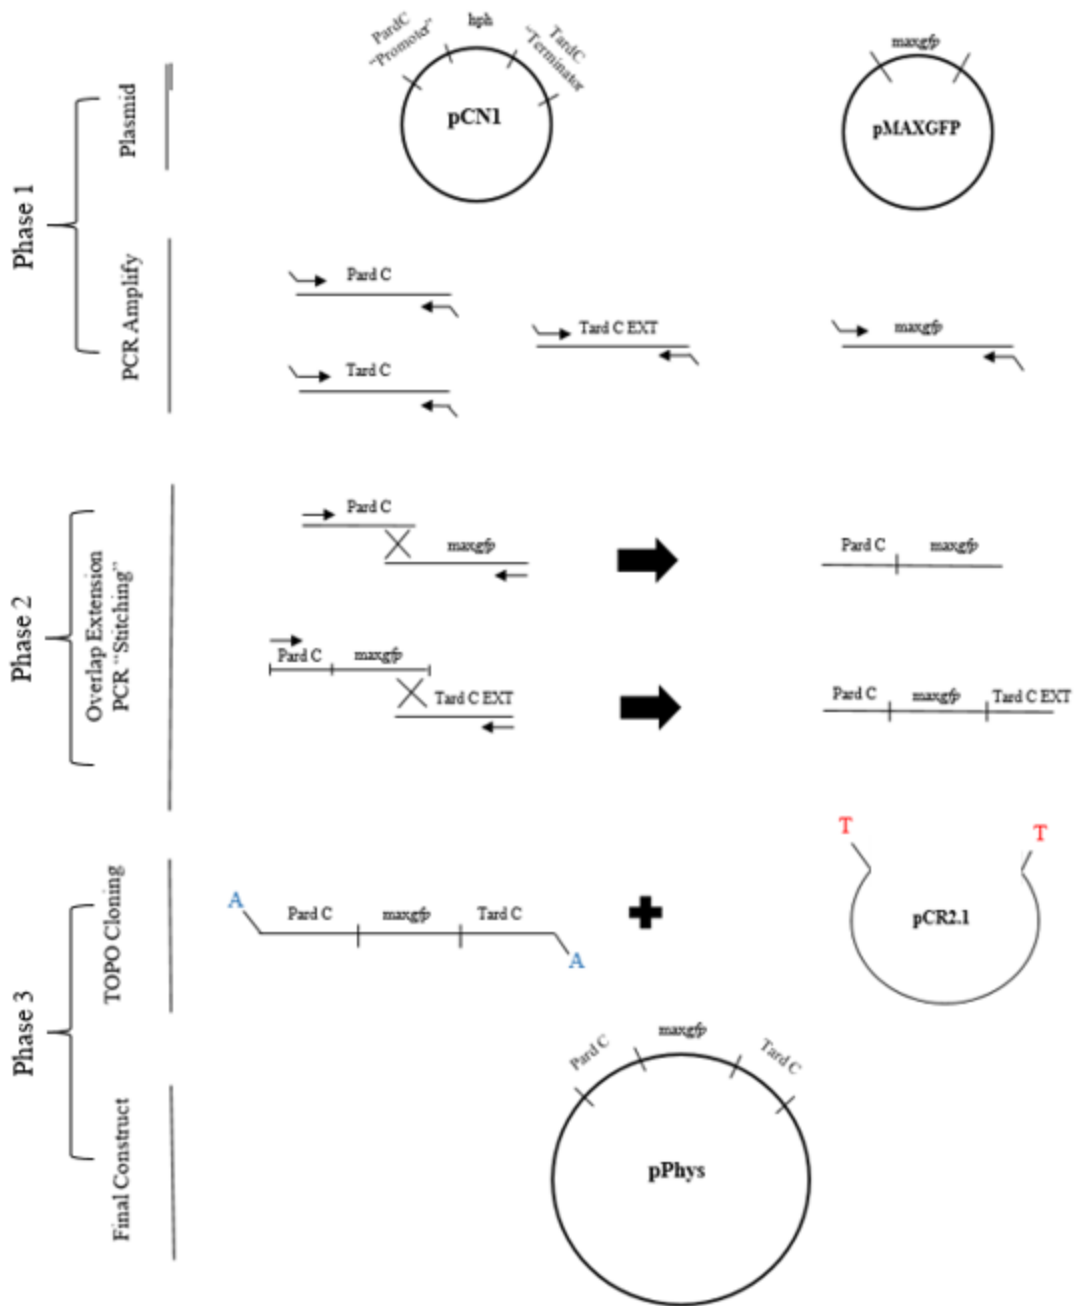 Phase 1
Plasmid
PardC
"Promoter"
hph
TardC
"Terminator
pCN1
maxgfp
pMAXGFP
PCR Amplify
Pard C
Tard C
Tard C EXT
maxgfp
Phase 2
Overlap Extension
PCR "Stitching"
Pard C
maxgfp
Pard C maxgfp
Pard C maxgfp
Tard C EXT
Pard C maxgfp Tard C EXT
Phase 3
TOPO Cloning
A
Pard C maxgfp Tard C
A
T T
pCR2.1
Final Construct
Pard C
maxgfp
Tard C
pPhys